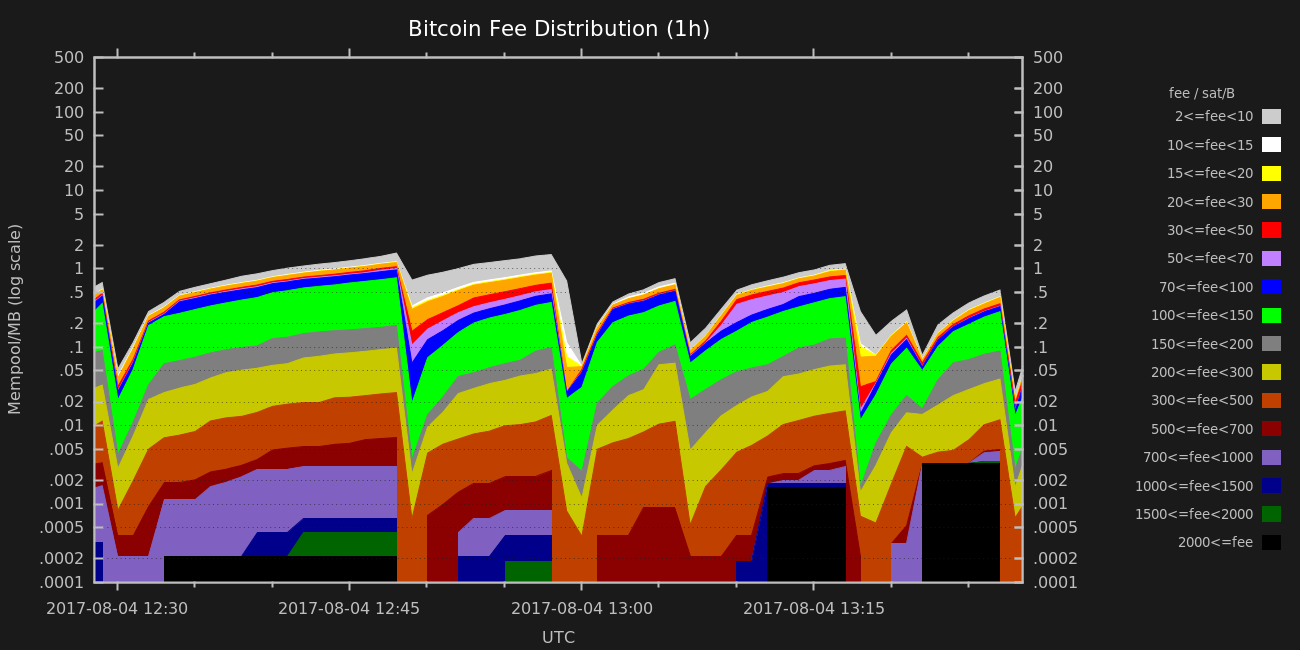 Bitcoin Fee Distribution (1h)
Mempool/MB (log scale)
500
200
100
50
20
10
5
2
1
.5
.2
.1
.05
.02
.01
.005
.002
.001
.0005
.0002
.0001
500
200
100
50
20
10
5
2
1
.5
.2
.1
.05
.02
.01
.005
.002
.001
.0005
.0002
.0001
2017-08-04 12:30
2017-08-04 12:45
2017-08-04 13:00
2017-08-04 13:15
UTC
fee / sat/B
2<=fee<10
10<=fee<15
15<=fee<20
20<=fee<30
30<=fee<50
50<=fee<70
70<=fee<100
100<=fee<150
150<=fee<200
200<=fee<300
300<=fee<500
500<=fee<700
700<=fee<1000
1000<=fee<1500
1500<=fee<2000
2000<=fee